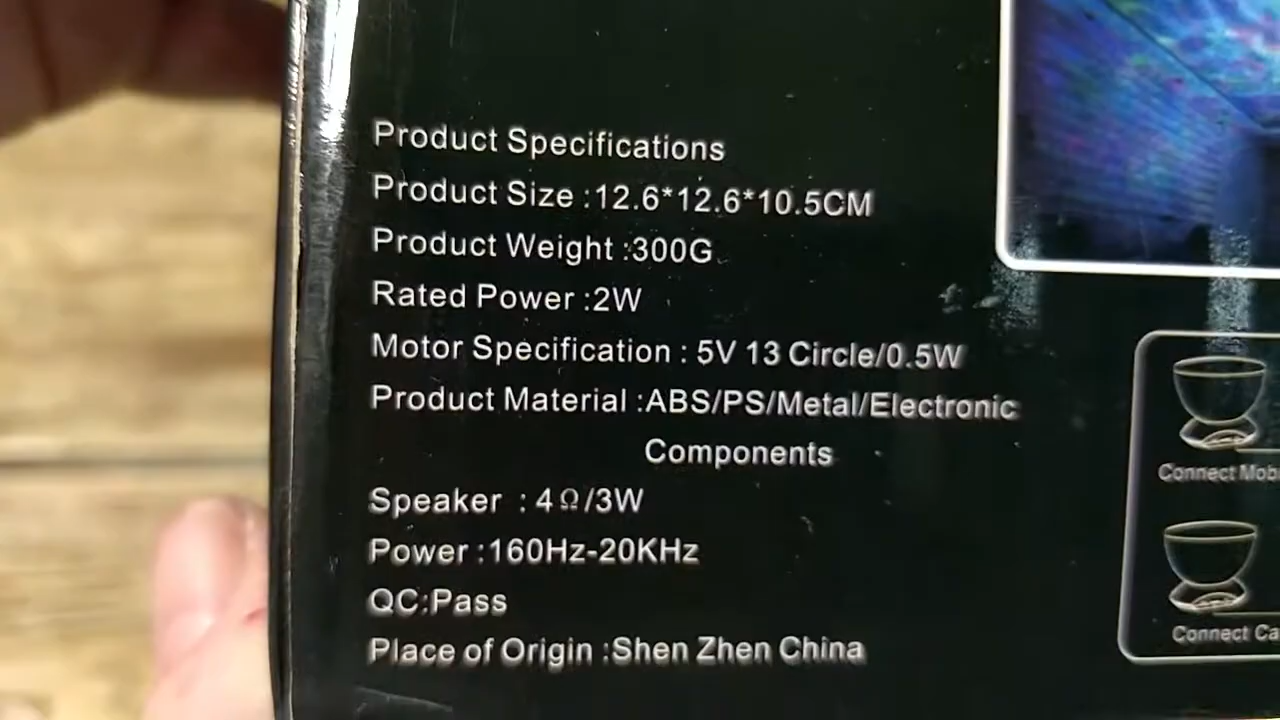 Product Specifications
Product Size :12.6*12.6*10.5CM
Product Weight :300G
Rated Power :2W
Motor Specification : 5V 13 Circle/0.5W
Product Material :ABS/PS/Metal/Electronic
Components
Speaker : 4Ω/3W
Power :160Hz-20KHz
QC:Pass
Place of Origin :Shen Zhen China
Connect
Connect